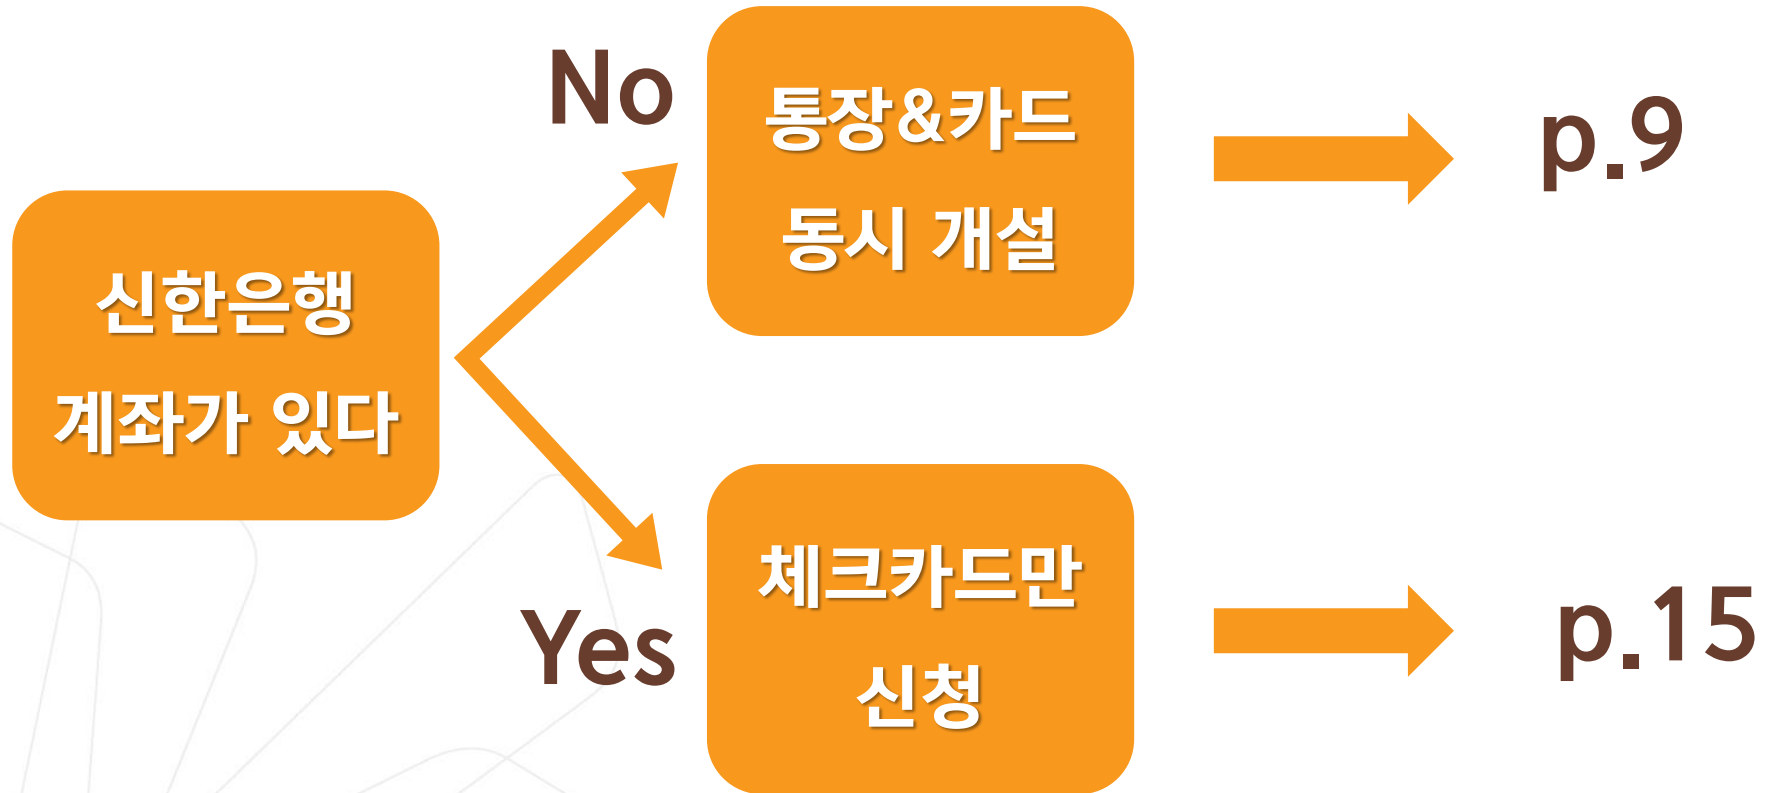 신한은행
계좌가 있다
No
통장&카드
동시 개설
p.9
Yes
체크카드만
신청
p.15